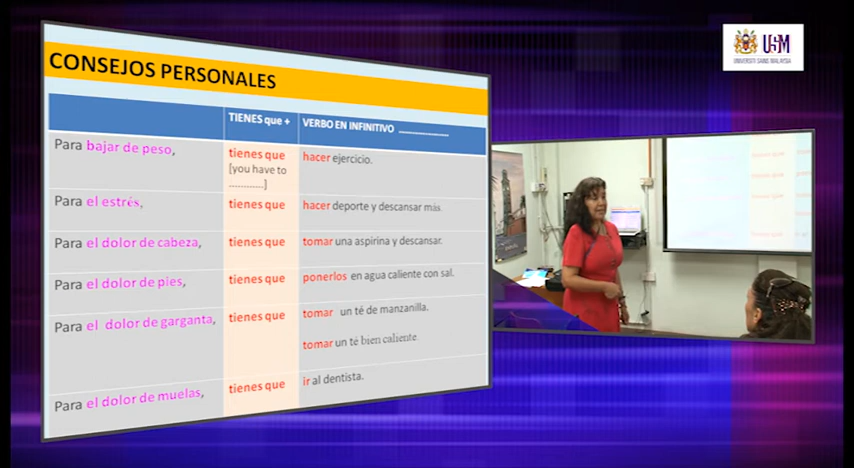 CONSEJOS PERSONALES
TIENES que + VERBO EN INFINITIVO __________
Para bajar de peso, tienes que hacer ejercicio.
[you have to
............]
Para el estrés, tienes que hacer deporte y descansar más.
Para el dolor de cabeza, tienes que tomar una aspirina y descansar.
Para el dolor de pies, tienes que ponerlos en agua caliente con sal.
Para el dolor de garganta, tienes que tomar un té de manzanilla.
tomar un té bien caliente.
Para el dolor de muelas, tienes que ir al dentista.
USM
UNIVERSITI SAINS MALAYSIA